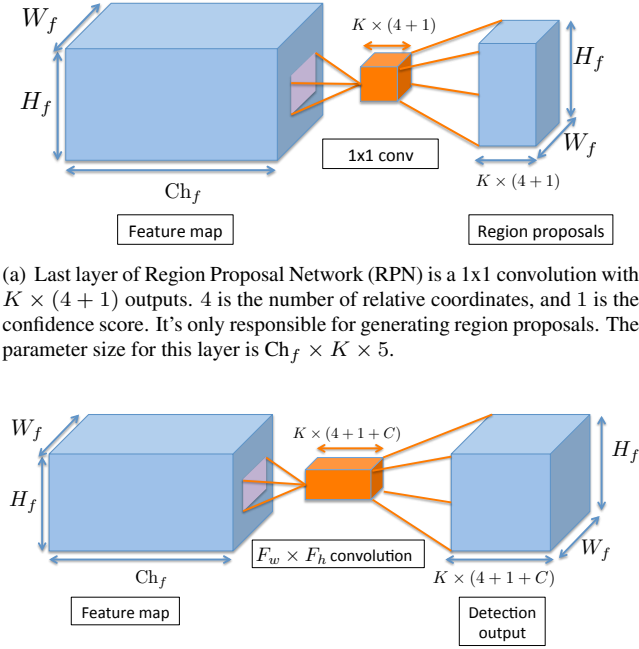 W_f
K × (4 + 1)
H_f
H_f
1x1 conv
W_f
K × (4 + 1)
Ch_f
Feature map
Region proposals
(a) Last layer of Region Proposal Network (RPN) is a 1x1 convolution with
K × (4 + 1) outputs. 4 is the number of relative coordinates, and 1 is the
confidence score. It's only responsible for generating region proposals. The
parameter size for this layer is Ch_f × K × 5.
W_f
K × (4 + 1 + C)
H_f
H_f
F_w × F_h convolution
W_f
Ch_f
K × (4 + 1 + C)
Feature map
Detection
output